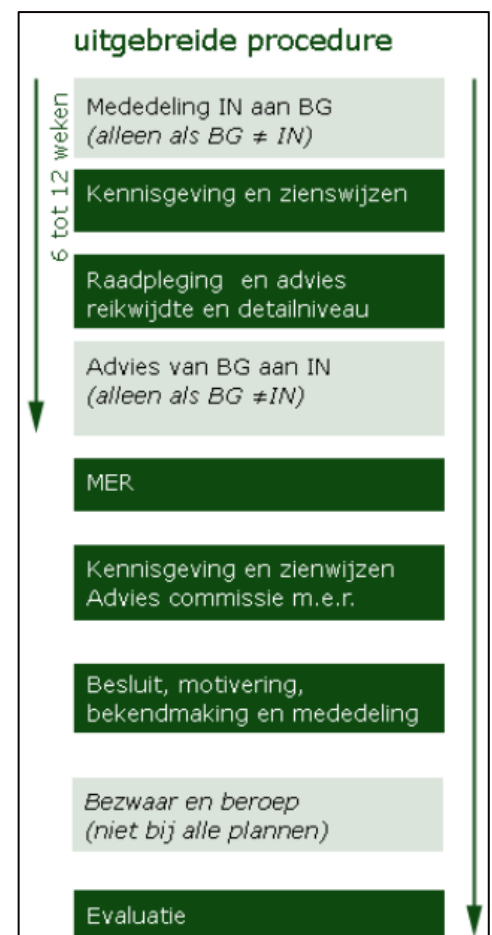 uitgebreide procedure
6 tot 12 weken
Mededeling IN aan BG
(alleen als BG ≠ IN)
Kennisgeving en zienswijzen
Raadpleging en advies
reikwijdte en detailniveau
Advies van BG aan IN
(alleen als BG ≠IN)
MER
Kennisgeving en zienwijzen
Advies commissie m.e.r.
Besluit, motivering,
bekendmaking en mededeling
Bezwaar en beroep
(niet bij alle plannen)
Evaluatie